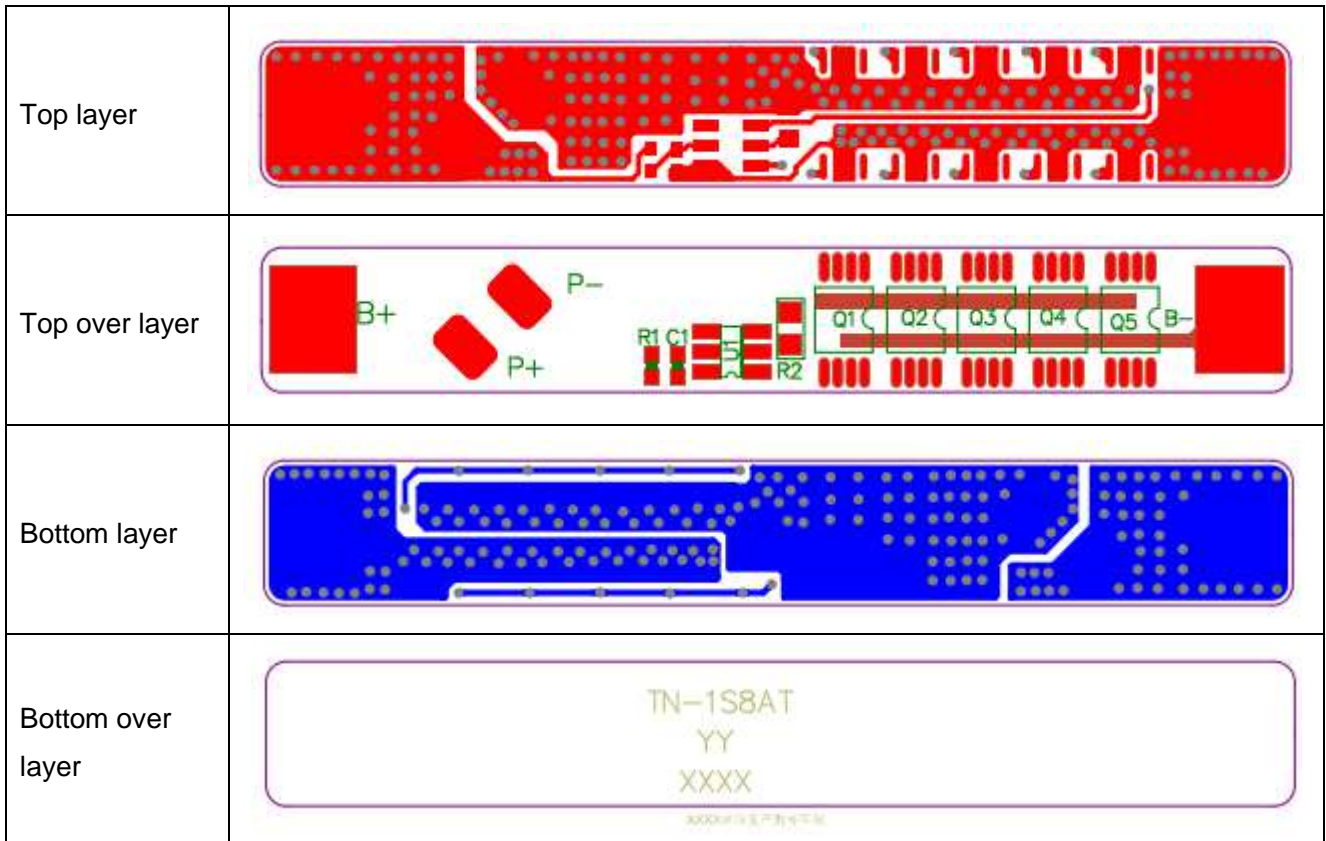 Top layer
Top over layer
B+
P-
P+
R1 C1
U1
R2
Q1 Q2 Q3 Q4 Q5
B-
Bottom layer
Bottom over
layer
TN-1S8AT
YY
XXXX